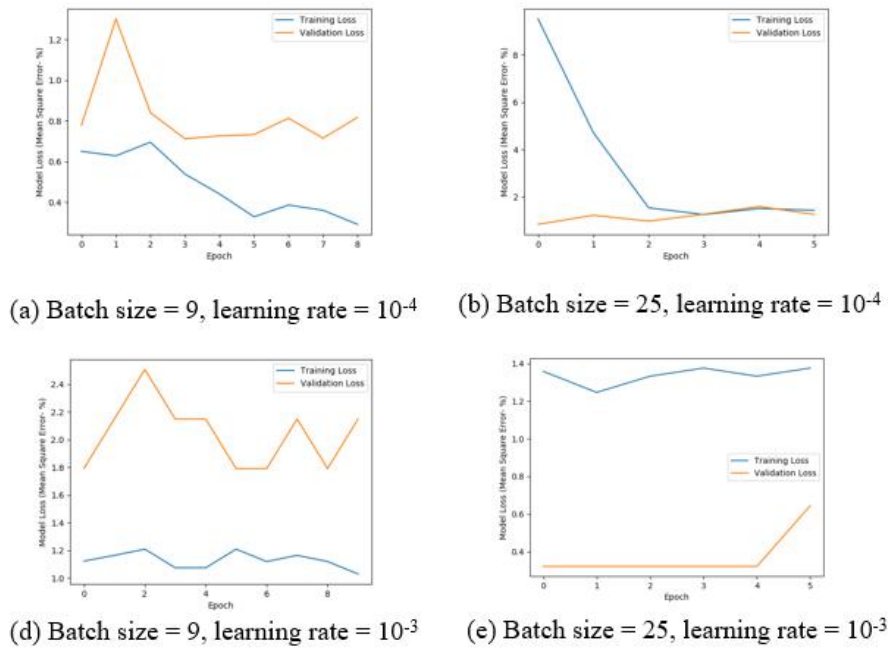 Training Loss
Validation Loss
Model Loss (Mean Square Error- %)
1.2
1.0
0.8
0.6
0.4
0 1 2 3 4 5 6 7 8
Epoch
Training Loss
Validation Loss
Model Loss (Mean Square Error- %)
8
6
4
2
0 1 2 3 4 5
Epoch
(a) Batch size = 9, learning rate = 10⁻⁴
(b) Batch size = 25, learning rate = 10⁻⁴
Training Loss
Validation Loss
Model Loss (Mean Square Error- %)
2.4
2.2
2.0
1.8
1.6
1.4
1.2
1.0
0 2 4 6 8
Epoch
Training Loss
Validation Loss
Model Loss (Mean Square Error- %)
1.4
1.2
1.0
0.8
0.6
0.4
0 1 2 3 4 5
Epoch
(d) Batch size = 9, learning rate = 10⁻³
(e) Batch size = 25, learning rate = 10⁻³